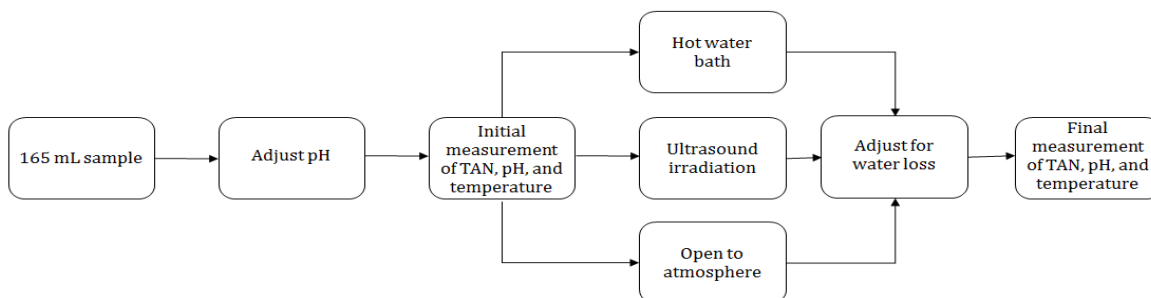 165 mL sample
Adjust pH
Initial
measurement
of TAN, pH, and
temperature
Hot water
bath
Ultrasound
irradiation
Open to
atmosphere
Adjust for
water loss
Final
measurement
of TAN, pH, and
temperature